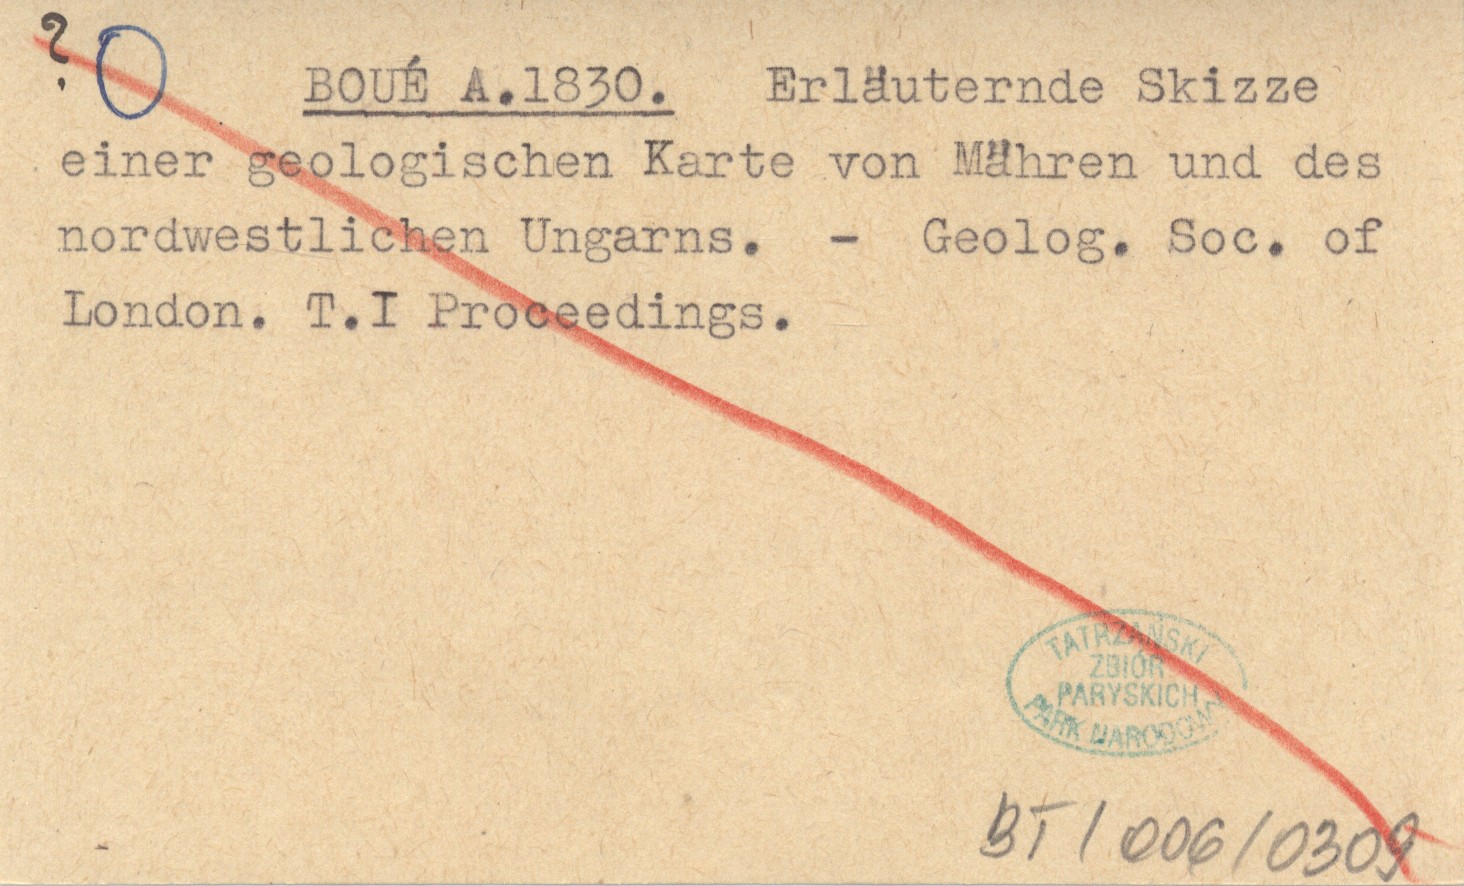 ?
BOUÉ A.1830. Erläuternde Skizze
einer geologischen Karte von Mähren und des
nordwestlichen Ungarns. - Geolog. Soc. of
London. T.I Proceedings.
TATRZAŃSKI
ZBIÓR
PARYSKICH
PARK NARODOWY
BT/006/0309